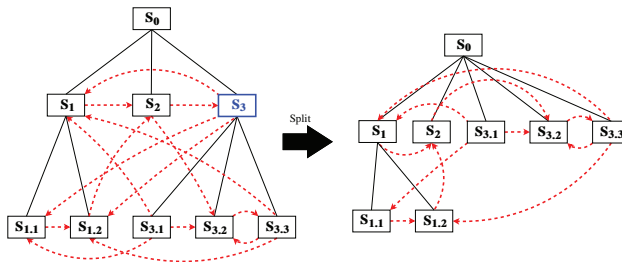 S0
S1 S2 S3
S1.1 S1.2 S3.1 S3.2 S3.3
Split
S0
S1 S2 S3.1 S3.2 S3.3
S1.1 S1.2